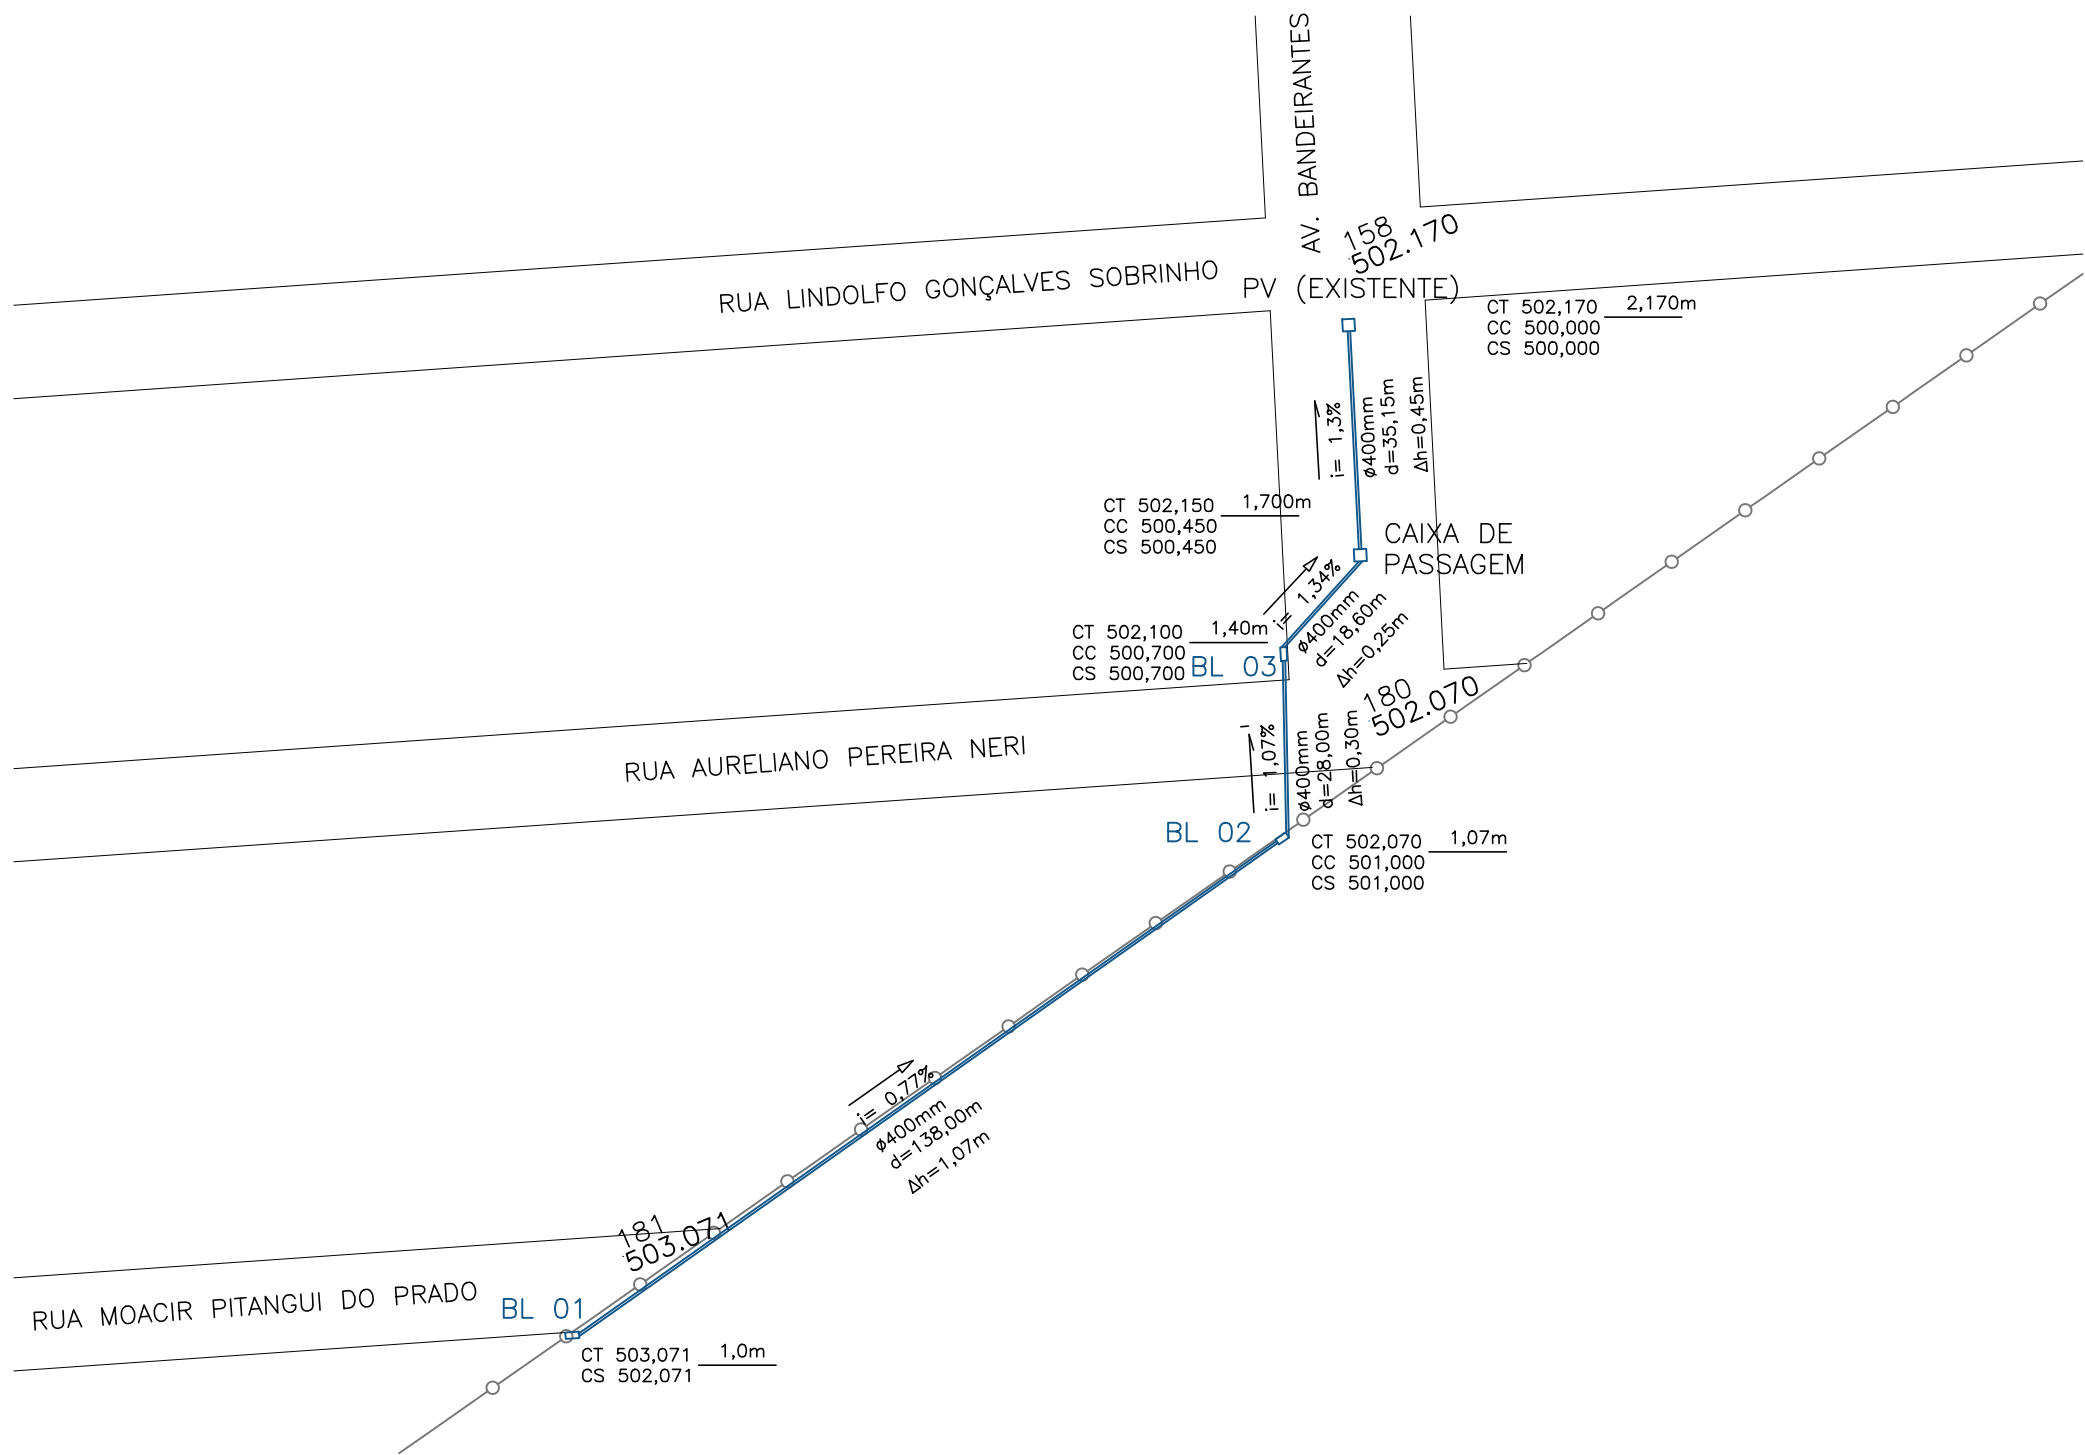 AV. BANDEIRANTES
158
502.170
RUA LINDOLFO GONÇALVES SOBRINHO
PV (EXISTENTE)
CT 502,170 2,170m
CC 500,000
CS 500,000
i= 1,3%
ø400mm
d=35,15m
Δh=0,45m
CT 502,150 1,700m
CC 500,450
CS 500,450
CAIXA DE
PASSAGEM
i= 1,34%
ø400mm
d=18,60m
Δh=0,25m
CT 502,100 1,40m
CC 500,700
CS 500,700
BL 03
180
502.070
RUA AURELIANO PEREIRA NERI
i= 1,07%
ø400mm
d=28,00m
Δh=0,30m
BL 02
CT 502,070 1,07m
CC 501,000
CS 501,000
i= 0,77%
ø400mm
d=138,00m
Δh=1,07m
181
503.071
RUA MOACIR PITANGUI DO PRADO
BL 01
CT 503,071 1,0m
CS 502,071